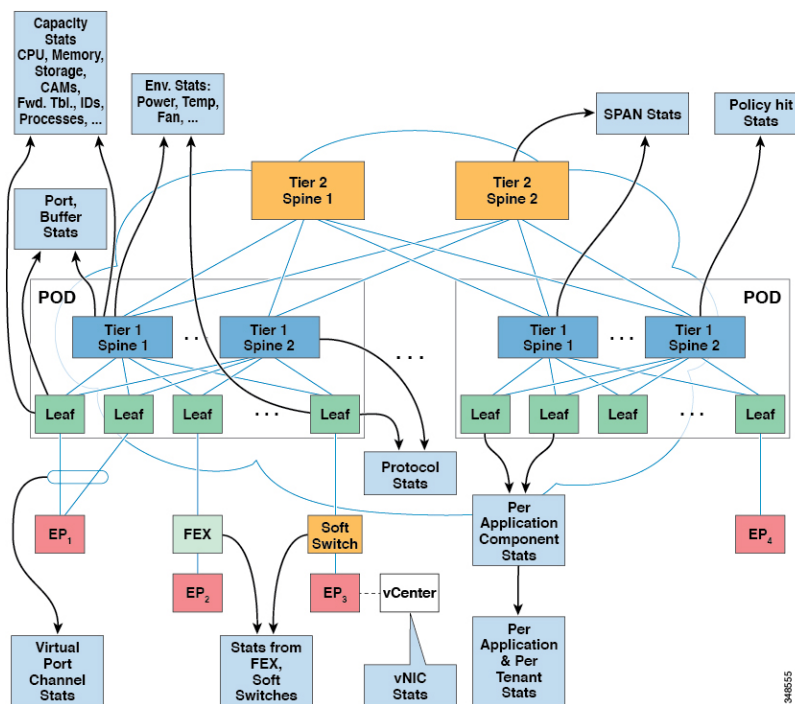 Capacity
Stats
CPU, Memory,
Storage,
CAMs,
Fwd. Tbl., IDs,
Processes, ...
Env. Stats:
Power, Temp,
Fan, ...
SPAN Stats
Policy hit
Stats
Port,
Buffer
Stats
Tier 2
Spine 1
Tier 2
Spine 2
POD
POD
Tier 1
Spine 1
...
Tier 1
Spine 2
...
Tier 1
Spine 1
...
Tier 1
Spine 2
Leaf
Leaf
Leaf
...
Leaf
Leaf
Leaf
Leaf
...
Leaf
Protocol
Stats
EP₁
FEX
Soft
Switch
Per
Application
Component
Stats
EP₄
EP₂
EP₃
vCenter
Virtual
Port
Channel
Stats
Stats from
FEX,
Soft
Switches
vNIC
Stats
Per
Application
& Per
Tenant
Stats
348555